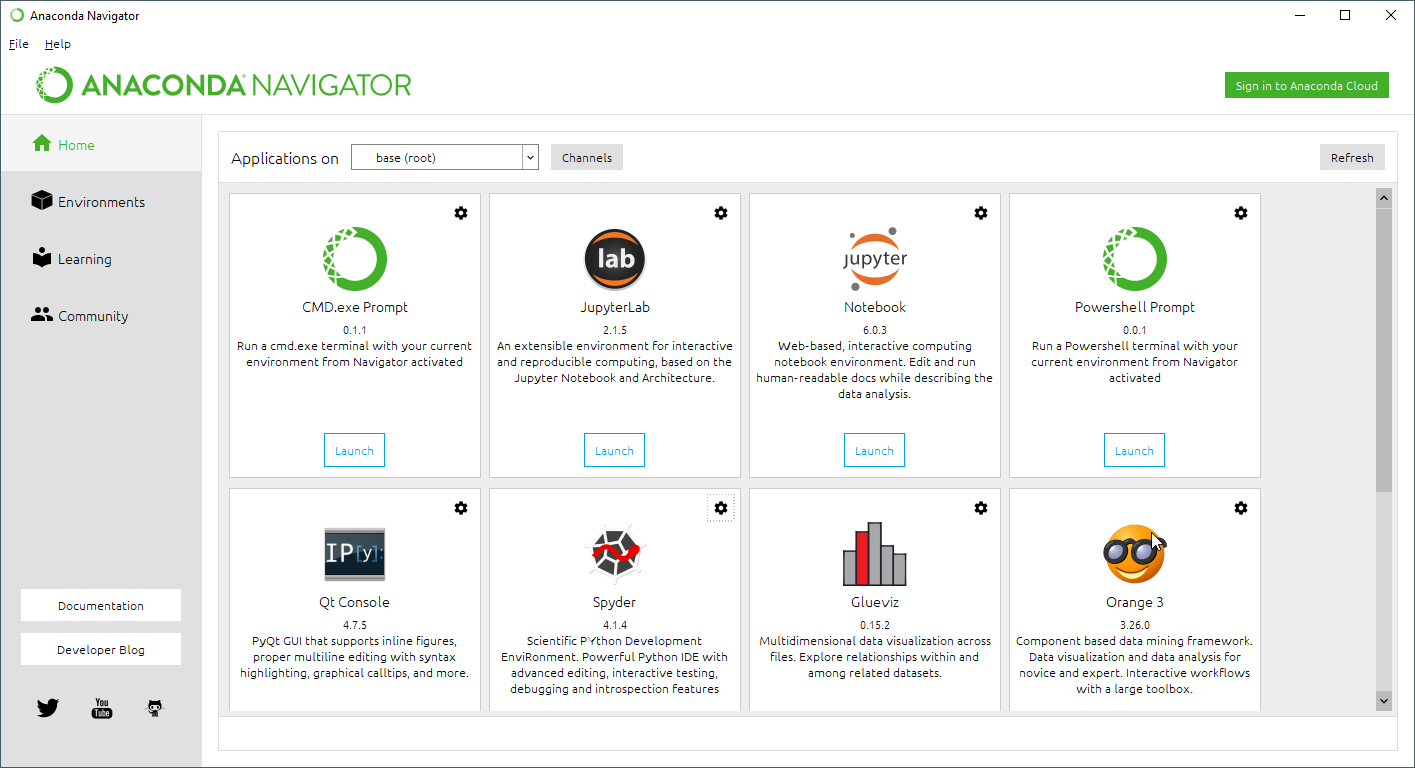 Anaconda Navigator
File Help
ANACONDA NAVIGATOR
Sign in to Anaconda Cloud
Home
Environments
Learning
Community
Documentation
Developer Blog
You
Tube
Applications on base (root) Channels Refresh
CMD.exe Prompt
0.1.1
Run a cmd.exe terminal with your current
environment from Navigator activated
Launch
lab
JupyterLab
2.1.5
An extensible environment for interactive
and reproducible computing, based on the
Jupyter Notebook and Architecture.
Launch
jupyter
Notebook
6.0.3
Web-based, interactive computing
notebook environment. Edit and run
human-readable docs while describing the
data analysis.
Launch
Powershell Prompt
0.0.1
Run a Powershell terminal with your
current environment from Navigator
activated
Launch
IP[y]:
Qt Console
4.7.5
PyQt GUI that supports inline figures,
proper multiline editing with syntax
highlighting, graphical calltips, and more.
Spyder
4.1.4
Scientific PYthon Development
EnviRonment. Powerful Python IDE with
advanced editing, interactive testing,
debugging and introspection features
Glueviz
0.15.2
Multidimensional data visualization across
files. Explore relationships within and
among related datasets.
Orange 3
3.26.0
Component based data mining framework.
Data visualization and data analysis for
novice and expert. Interactive workflows
with a large toolbox.